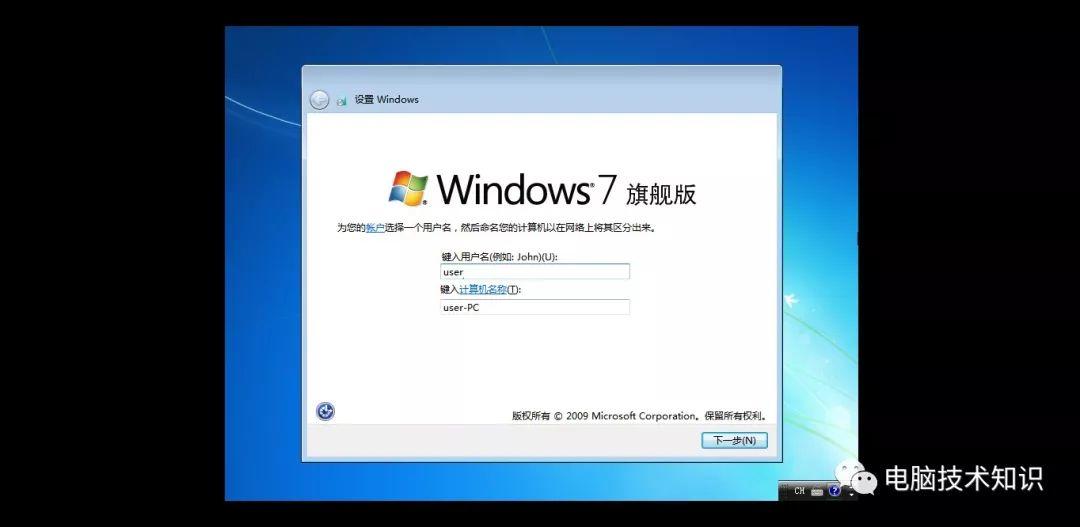 设置 Windows
Windows® 7 旗舰版
为您的帐户选择一个用户名，然后命名您的计算机以在网络上将其区分出来。
键入用户名(例如: John)(U):
user
键入计算机名称(T):
user-PC
版权所有 © 2009 Microsoft Corporation。保留所有权利。
下一步(N)
CH
电脑技术知识